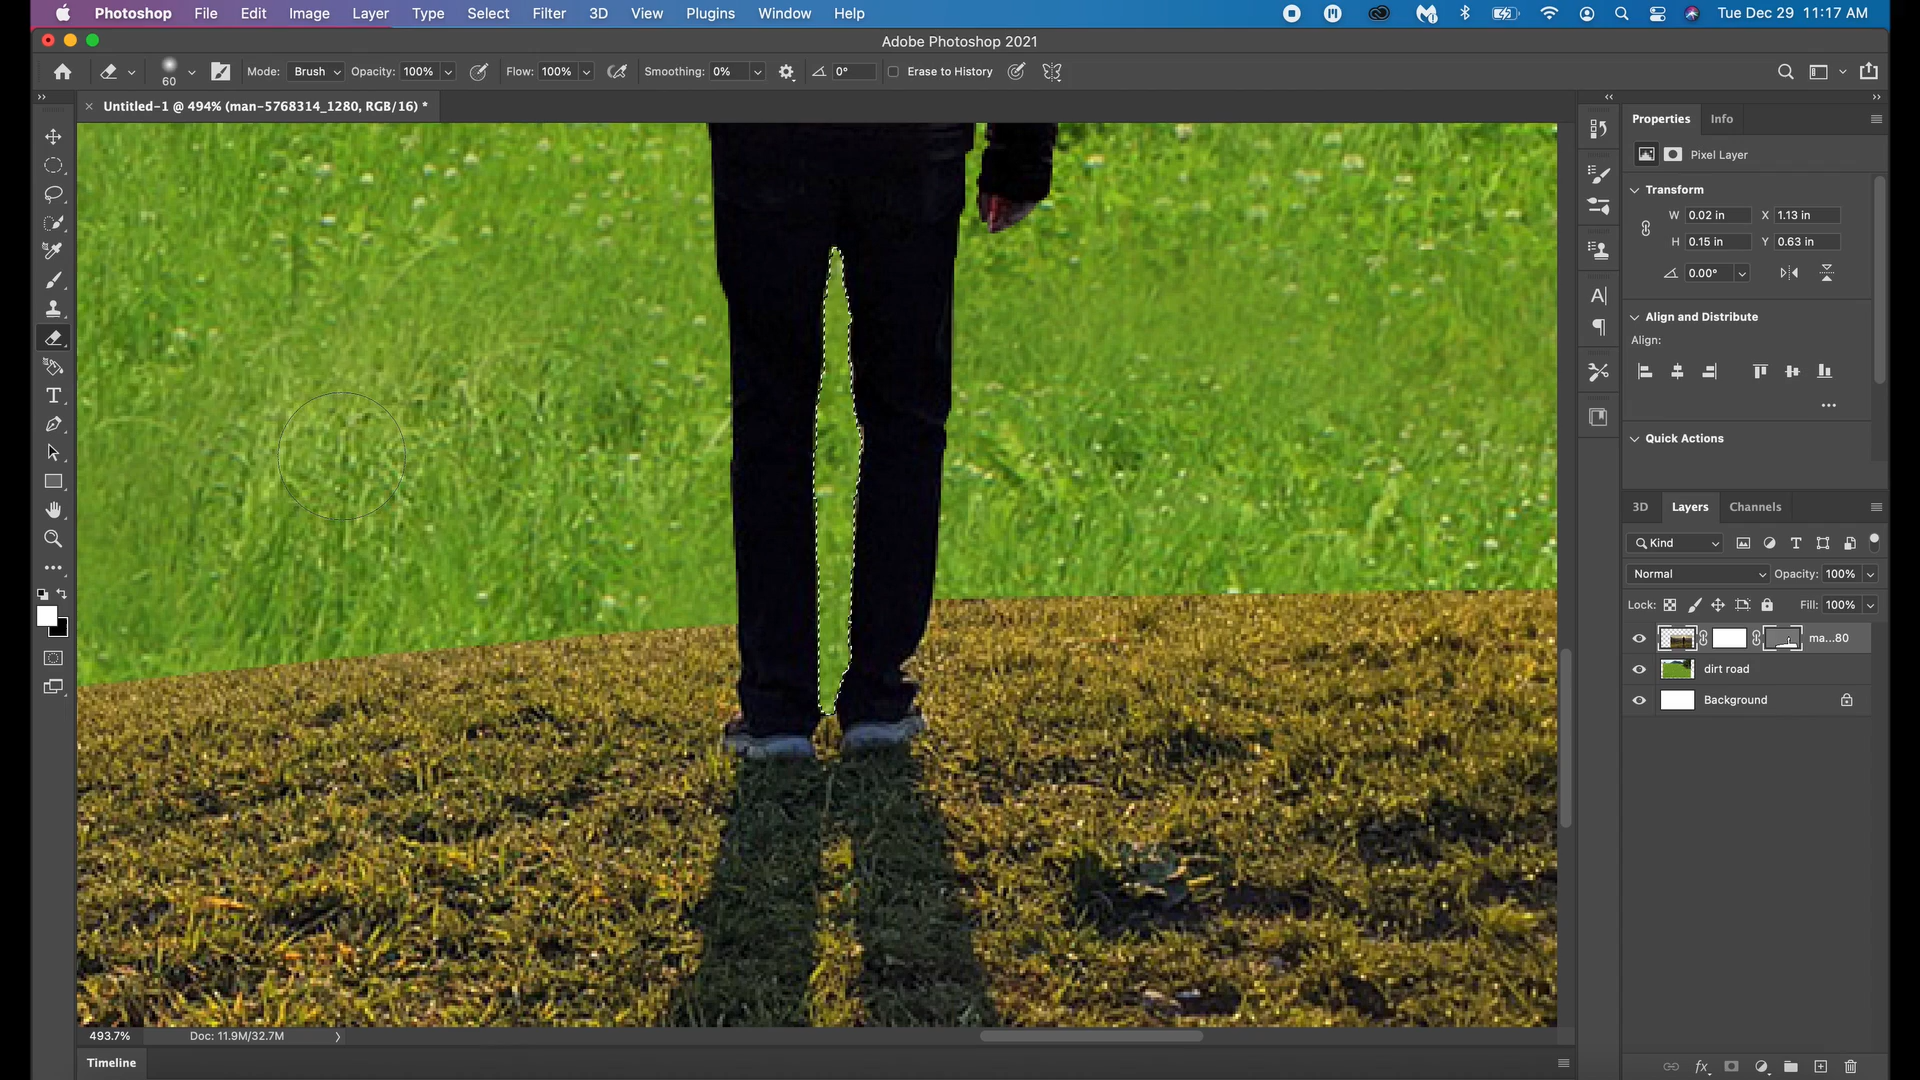 Photoshop File Edit Image Layer Type Select Filter 3D View Plugins Window Help Tue Dec 29 11:17 AM
Adobe Photoshop 2021
60 Mode: Brush Opacity: 100% Flow: 100% Smoothing: 0% 0° Erase to History
Untitled-1 @ 494% (man-5768314_1280, RGB/16) *
Properties Info
Pixel Layer
Transform
W 0.02 in X 1.13 in
H 0.15 in Y 0.63 in
0.00°
Align and Distribute
Align:
Quick Actions
3D Layers Channels
Kind
Normal Opacity: 100%
Lock: Fill: 100%
ma...80
dirt road
Background
493.7% Doc: 11.9M/32.7M
Timeline